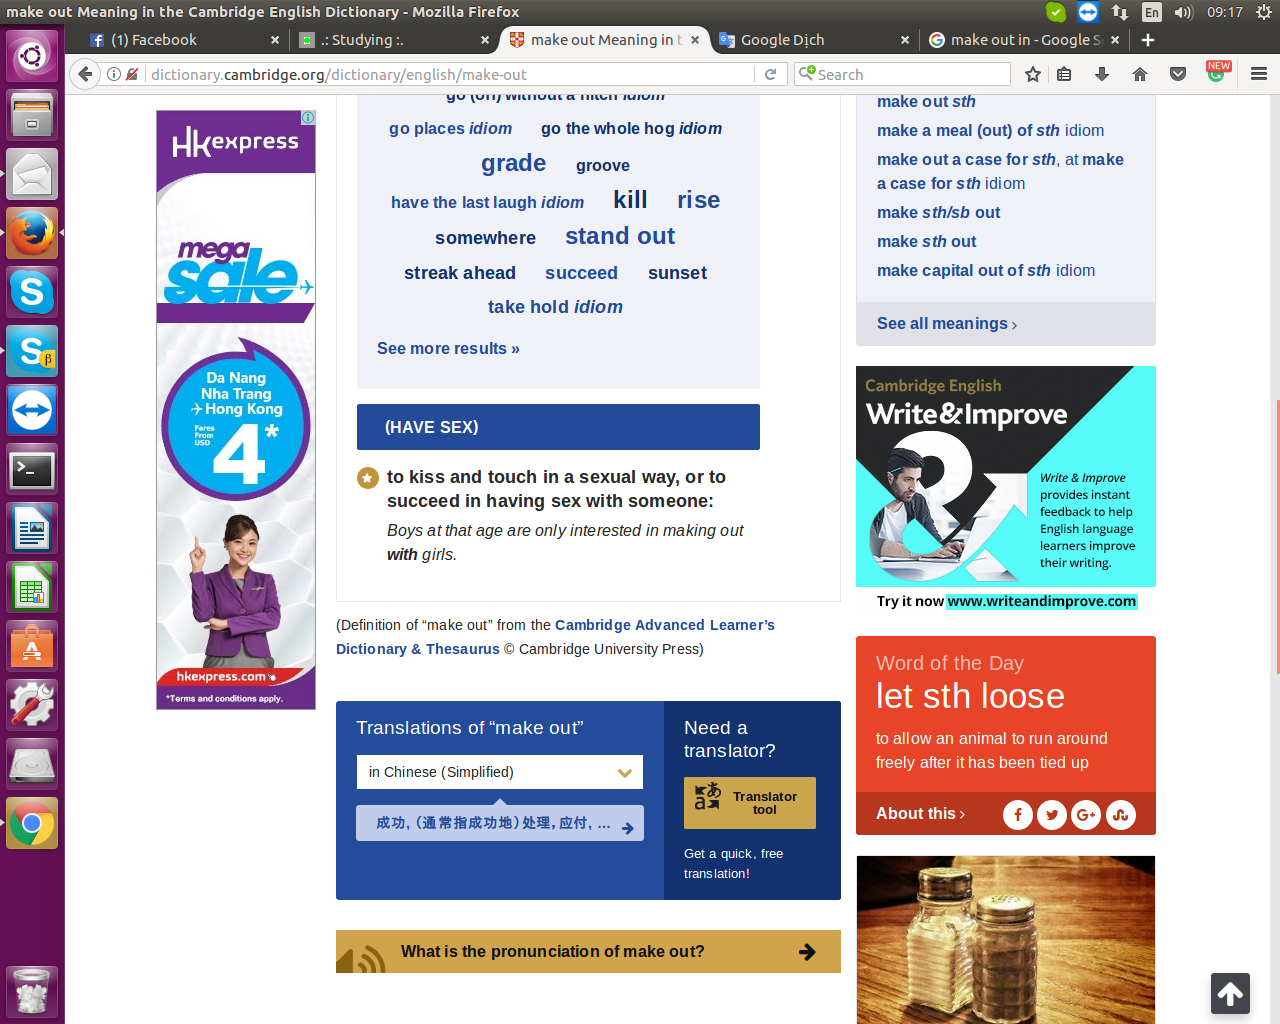 make out Meaning in the Cambridge English Dictionary - Mozilla Firefox
En
09:17
(1) Facebook
.: Studying :.
make out Meaning in t
Google Dịch
make out in - Google S
dictionary.cambridge.org/dictionary/english/make-out
Search
NEW
HK express
mega
sale
Da Nang
Nha Trang
Hong Kong
Fares
From
USD
4*
hkexpress.com
*Terms and conditions apply.
go (off) without a hitch idiom
go places idiom go the whole hog idiom
grade groove
have the last laugh idiom kill rise
somewhere stand out
streak ahead succeed sunset
take hold idiom
See more results »
(HAVE SEX)
to kiss and touch in a sexual way, or to
succeed in having sex with someone:
Boys at that age are only interested in making out
with girls.
(Definition of “make out” from the Cambridge Advanced Learner’s
Dictionary & Thesaurus © Cambridge University Press)
Translations of “make out”
in Chinese (Simplified)
成功, (通常指成功地)处理，应付, ...
Need a
translator?
Translator
tool
Get a quick, free
translation!
What is the pronunciation of make out?
make out sth
make a meal (out) of sth idiom
make out a case for sth, at make
a case for sth idiom
make sth/sb out
make sth out
make capital out of sth idiom
See all meanings ›
Cambridge English
Write&Improve
&
Write & Improve
provides instant
feedback to help
English language
learners improve
their writing.
Try it now www.writeandimprove.com
Word of the Day
let sth loose
to allow an animal to run around
freely after it has been tied up
About this ›